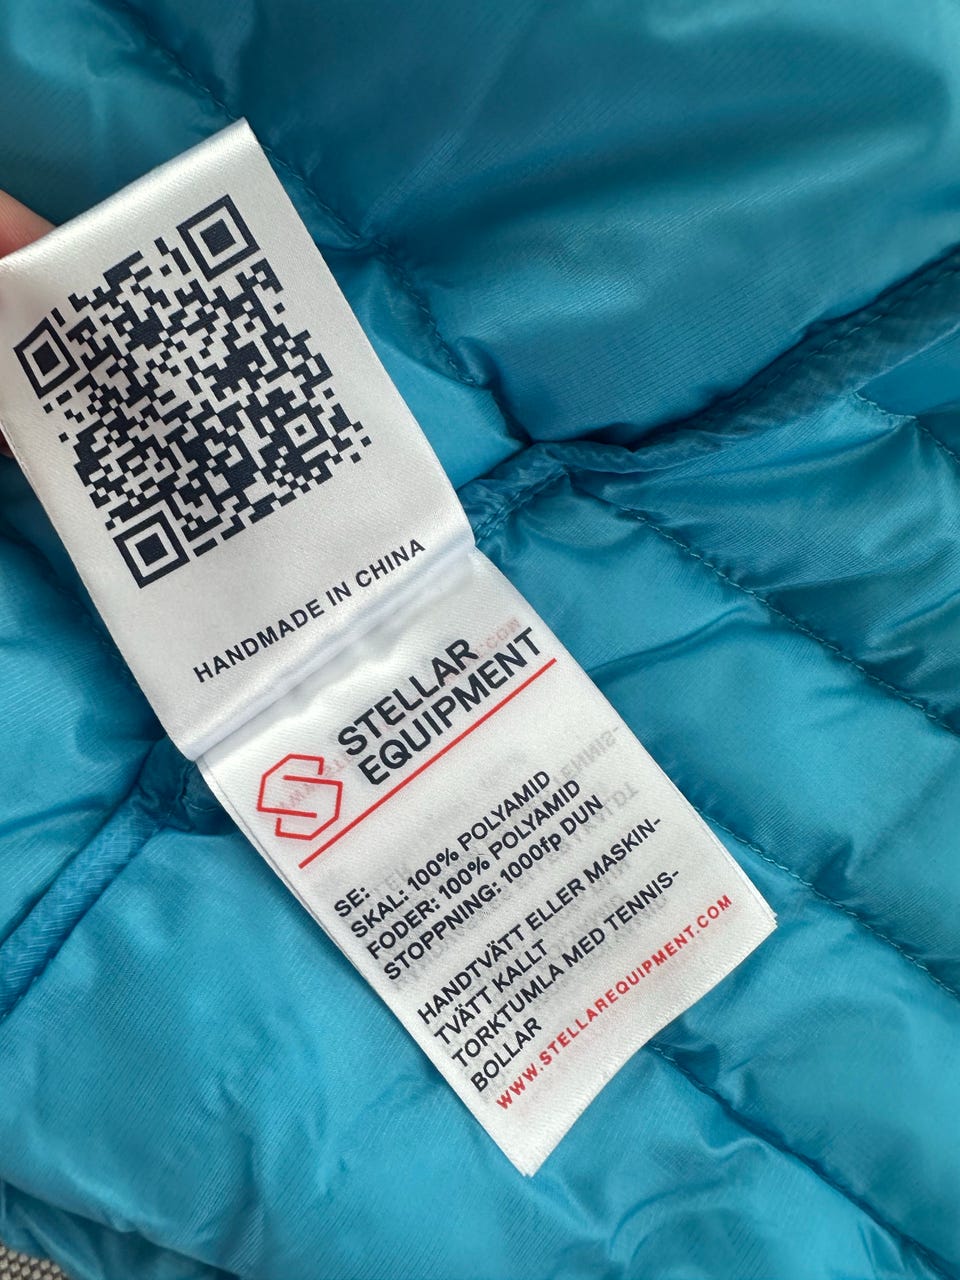 HANDMADE IN CHINA
STELLAR
EQUIPMENT
SE:
SKAL: 100% POLYAMID
FODER: 100% POLYAMID
STOPPNING: 1000fp DUN
HANDTVÄTT ELLER MASKIN-
TVÄTT KALLT
TORKTUMLA MED TENNIS-
BOLLAR
WWW.STELLAREQUIPMENT.COM